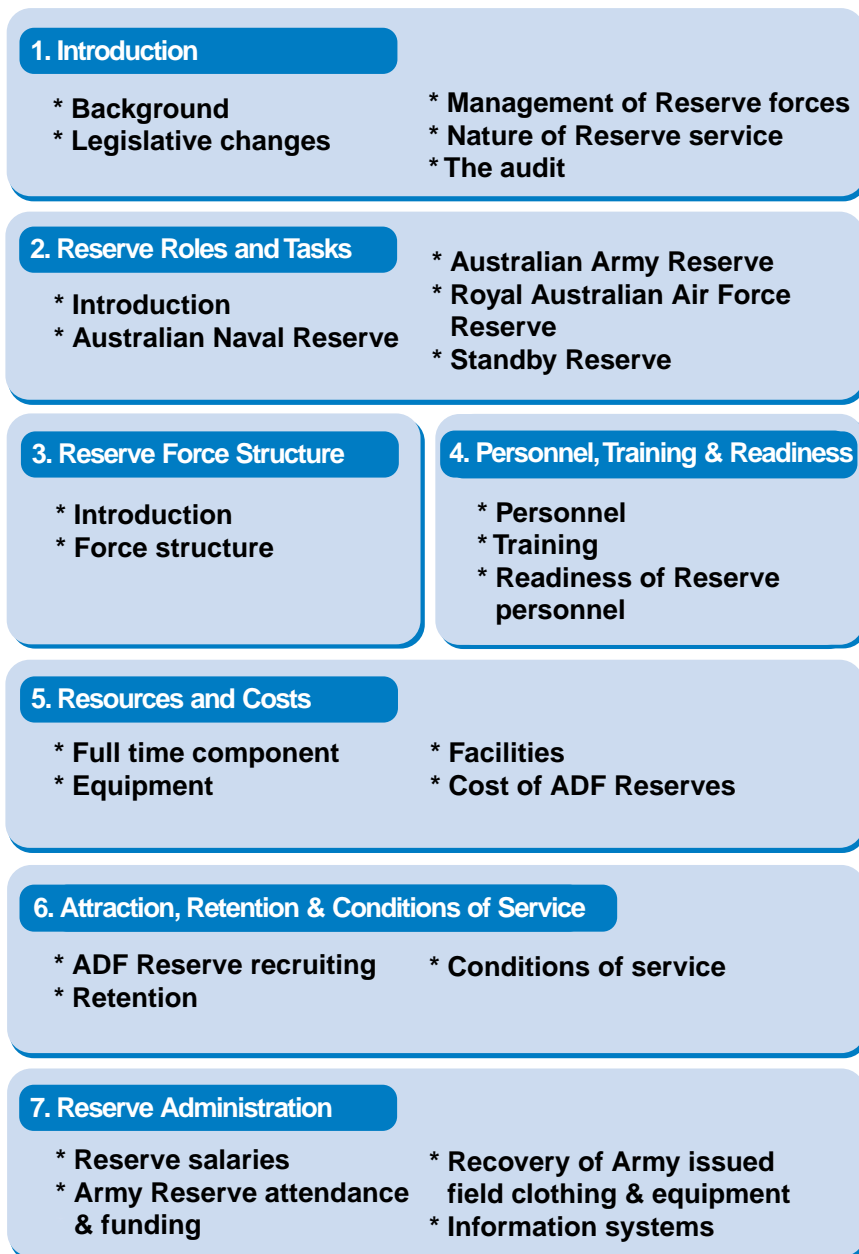 1. Introduction
* Background
* Legislative changes
* Management of Reserve forces
* Nature of Reserve service
* The audit
2. Reserve Roles and Tasks
* Introduction
* Australian Naval Reserve
* Australian Army Reserve
* Royal Australian Air Force
Reserve
* Standby Reserve
3. Reserve Force Structure
* Introduction
* Force structure
4. Personnel, Training & Readiness
* Personnel
* Training
* Readiness of Reserve
personnel
5. Resources and Costs
* Full time component
* Equipment
* Facilities
* Cost of ADF Reserves
6. Attraction, Retention & Conditions of Service
* ADF Reserve recruiting
* Retention
* Conditions of service
7. Reserve Administration
* Reserve salaries
* Army Reserve attendance
& funding
* Recovery of Army issued
field clothing & equipment
* Information systems